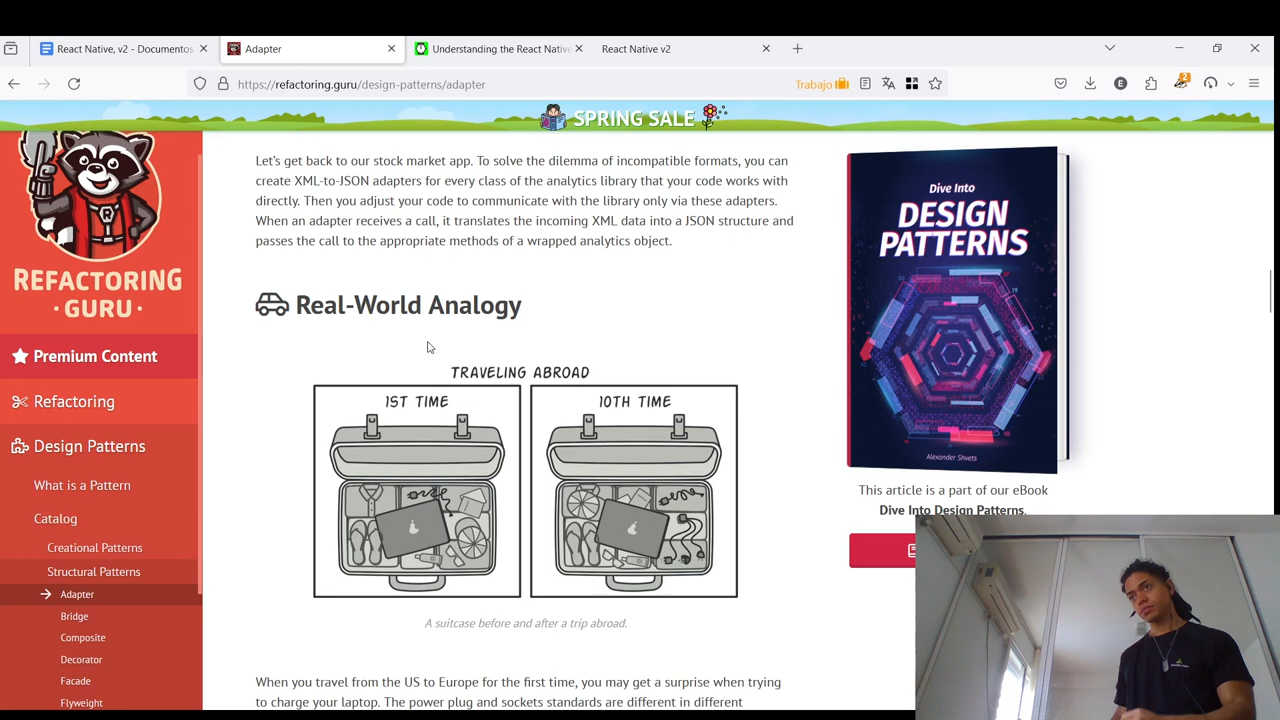 React Native, v2 - Documentos
Adapter
Understanding the React Native
React Native v2
https://refactoring.guru/design-patterns/adapter
Trabajo
E
2
SPRING SALE
R
REFACTORING
· GURU ·
Premium Content
Refactoring
Design Patterns
What is a Pattern
Catalog
Creational Patterns
Structural Patterns
Adapter
Bridge
Composite
Decorator
Facade
Flyweight
Let's get back to our stock market app. To solve the dilemma of incompatible formats, you can
create XML-to-JSON adapters for every class of the analytics library that your code works with
directly. Then you adjust your code to communicate with the library only via these adapters.
When an adapter receives a call, it translates the incoming XML data into a JSON structure and
passes the call to the appropriate methods of a wrapped analytics object.
Real-World Analogy
TRAVELING ABROAD
1ST TIME
10TH TIME
A suitcase before and after a trip abroad.
When you travel from the US to Europe for the first time, you may get a surprise when trying
to charge your laptop. The power plug and sockets standards are different in different
Dive Into
DESIGN
PATTERNS
Alexander Shvets
This article is a part of our eBook
Dive Into Design Patterns.